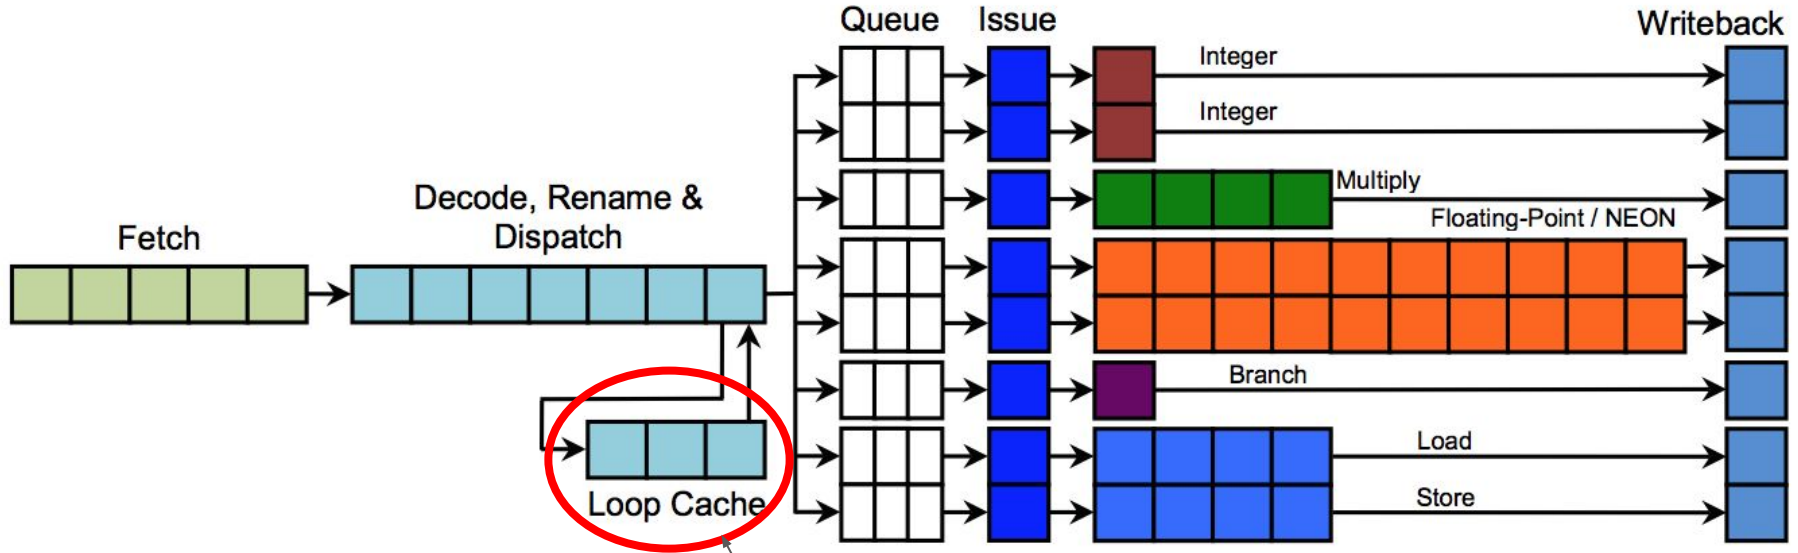 Queue
Issue
Writeback
Integer
Integer
Multiply
Decode, Rename &
Dispatch
Floating-Point / NEON
Fetch
Branch
Load
Loop Cache
Store